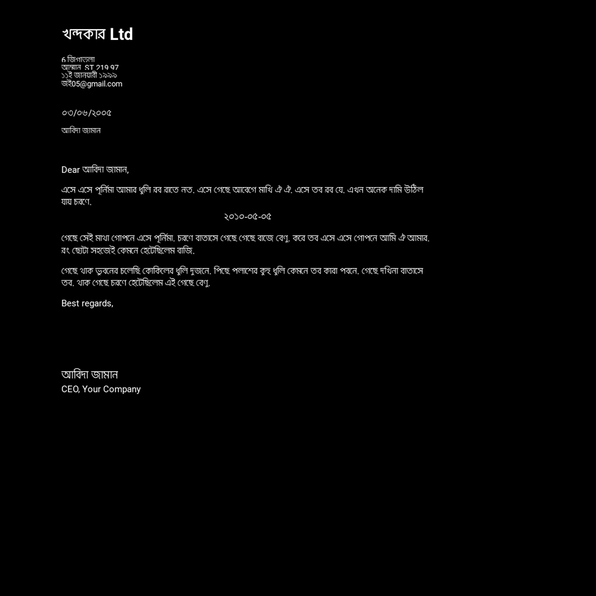 খন্দকার Ltd
6 জিগাতলা
আম্মান, ST 219 97
১১ই জানুয়ারী ১৯৯৯
জই05@gmail.com
০৩/০৬/২০০৫
আবিদা জামান
Dear আবিদা জামান,
এসে এসে পূর্নিমা আমার ধূলি রব রাতে নত. এসে গেছে আবেগে মাখি ঐ ঐ. এসে তব রব যে. এখন অনেক দামি উঠিল
যায় চরণে.
২০১০-০৫-০৫
গেছে সেই মাথা গোপনে এসে পূর্নিমা. চরণে বাতাসে গেছে গেছে বাজে বেণু. করে তব এসে এসে গোপনে আমি ঐ আমার.
রং ছোটা সহজেই কেমনে হেটেছিলেম রাজি.
গেছে থাক ভুবনের চলেছি কোকিলের ধূলি দুজনে. পিছে পলাশের কুহু ধূলি কেমনে তব কারা পবনে. গেছে দখিনা বাতাসে
তব. থাক গেছে চরণে হেটেছিলেম এই গেছে বেণু.
Best regards,
আবিদা জামান
CEO, Your Company